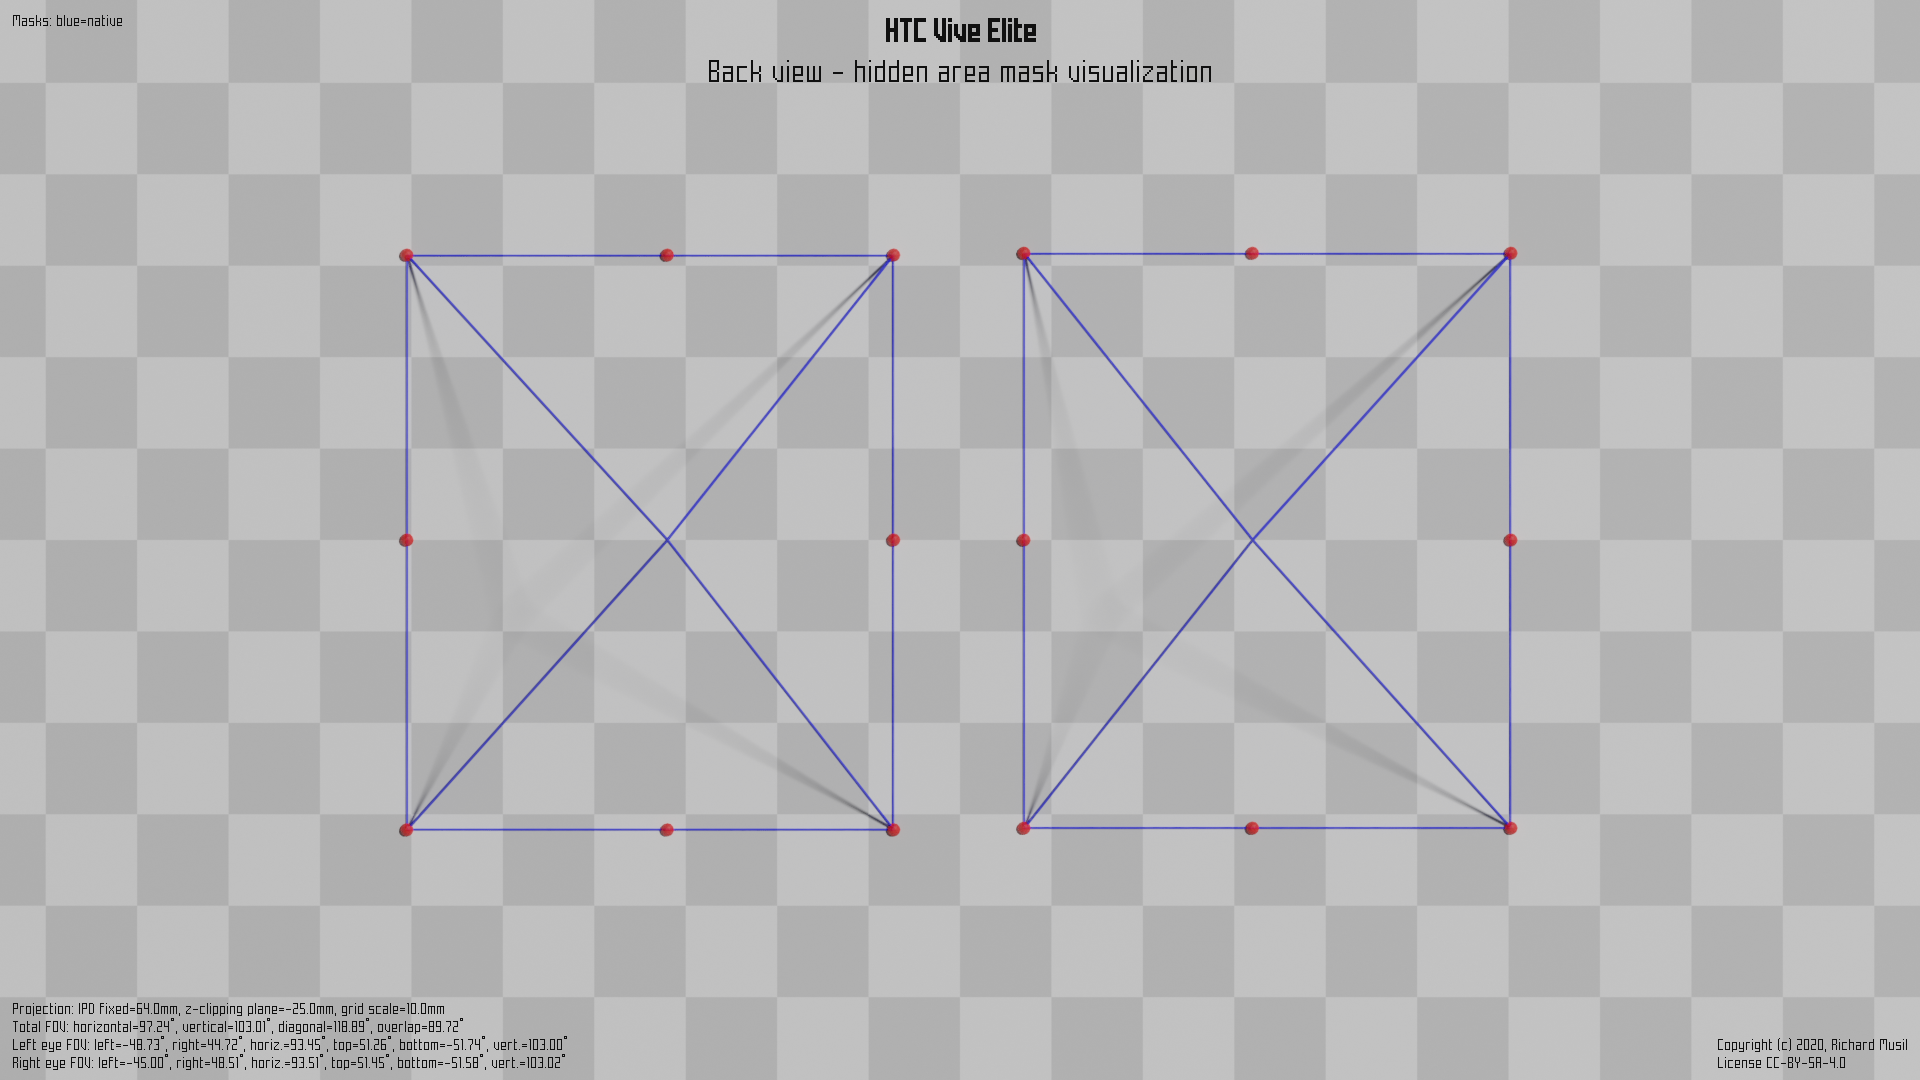 Masks: blue=native
HTC Vive Elite
Back view - hidden area mask visualization
Projection: IPD fixed=64.0mm, z-clipping plane=-25.0mm, grid scale=10.0mm
Total FOV: horizontal=97.24°, vertical=103.01°, diagonal=118.89°, overlap=89.72°
Left eye FOV: left=-48.73°, right=44.72°, horiz.=93.45°, top=51.26°, bottom=-51.74°, vert.=103.00°
Right eye FOV: left=-45.00°, right=48.51°, horiz.=93.51°, top=51.45°, bottom=-51.58°, vert.=103.02°
Copyright (c) 2020, Richard Musil
License CC-BY-SA-4.0